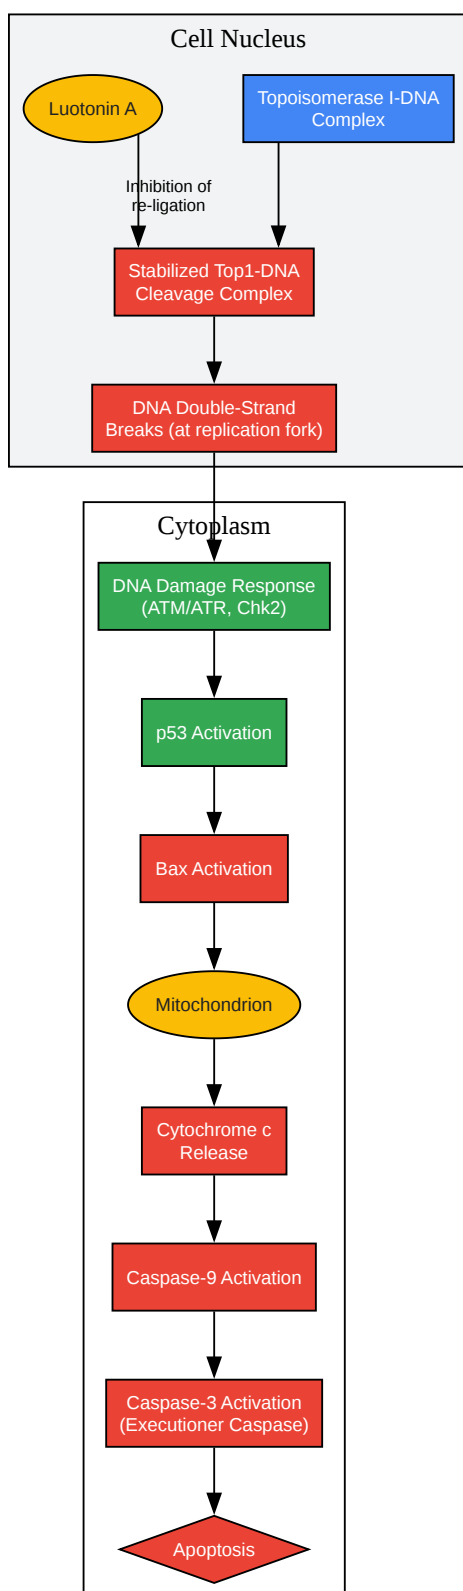 Cell Nucleus
Luotonin A
Topoisomerase I-DNA
Complex
Inhibition of
re-ligation
Stabilized Top1-DNA
Cleavage Complex
DNA Double-Strand
Breaks (at replication fork)
Cytoplasm
DNA Damage Response
(ATM/ATR, Chk2)
p53 Activation
Bax Activation
Mitochondrion
Cytochrome c
Release
Caspase-9 Activation
Caspase-3 Activation
(Executioner Caspase)
Apoptosis